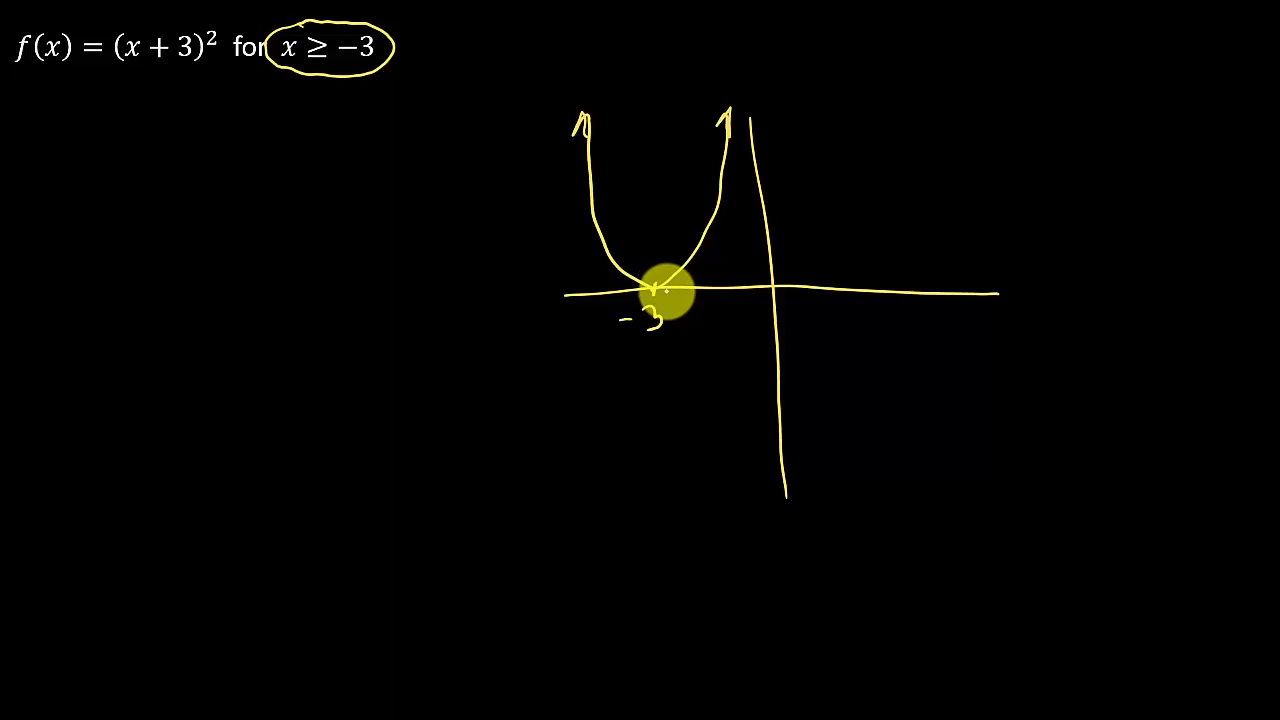 f(x) = (x + 3)² for x ≥ −3
−3